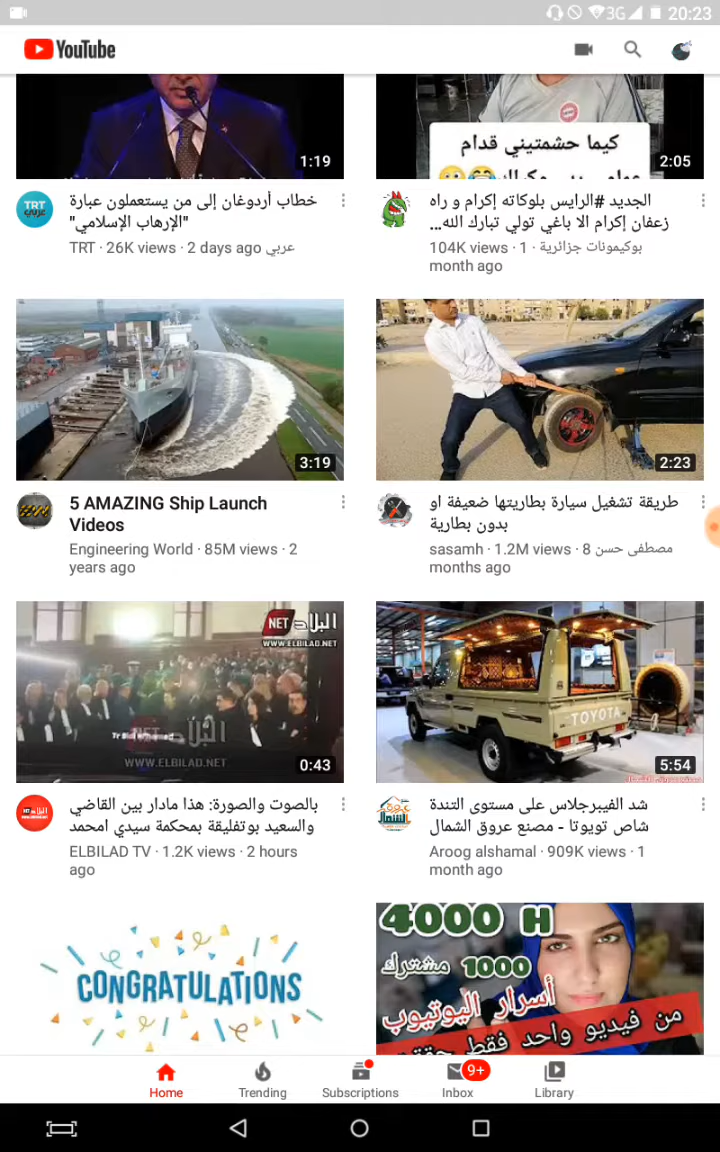 3G 20:23
YouTube
1:19
كيما حشمتيني قدام
2:05
TRT
عربي
خطاب أردوغان إلى من يستعملون عبارة
"الإرهاب الإسلامي"
TRT عربي · 26K views · 2 days ago
الجديد #الرايس بلوكاته إكرام و راه
زعفان إكرام الا باغي تولي تبارك الله...
بوكيمونات جزائرية · 104K views · 1
month ago
3:19
2:23
5 AMAZING Ship Launch
Videos
Engineering World · 85M views · 2
years ago
طريقة تشغيل سيارة بطاريتها ضعيفة او
بدون بطارية
sasamh مصطفى حسن · 1.2M views · 8
months ago
البلاد NET
WWW.ELBILAD.NET
البلاد
WWW.ELBILAD.NET
0:43
TOYOTA
5:54
بالصوت والصورة: هذا مادار بين القاضي
والسعيد بوتفليقة بمحكمة سيدي امحمد
ELBILAD TV · 1.2K views · 2 hours
ago
شد الفيبرجلاس على مستوى التندة
شاص تويوتا - مصنع عروق الشمال
Aroog alshamal · 909K views · 1
month ago
CONGRATULATIONS
4000 H
1000 مشترك
أسرار اليوتيوب
من فيديو واحد فقط
Home
Trending
Subscriptions
9+
Inbox
Library